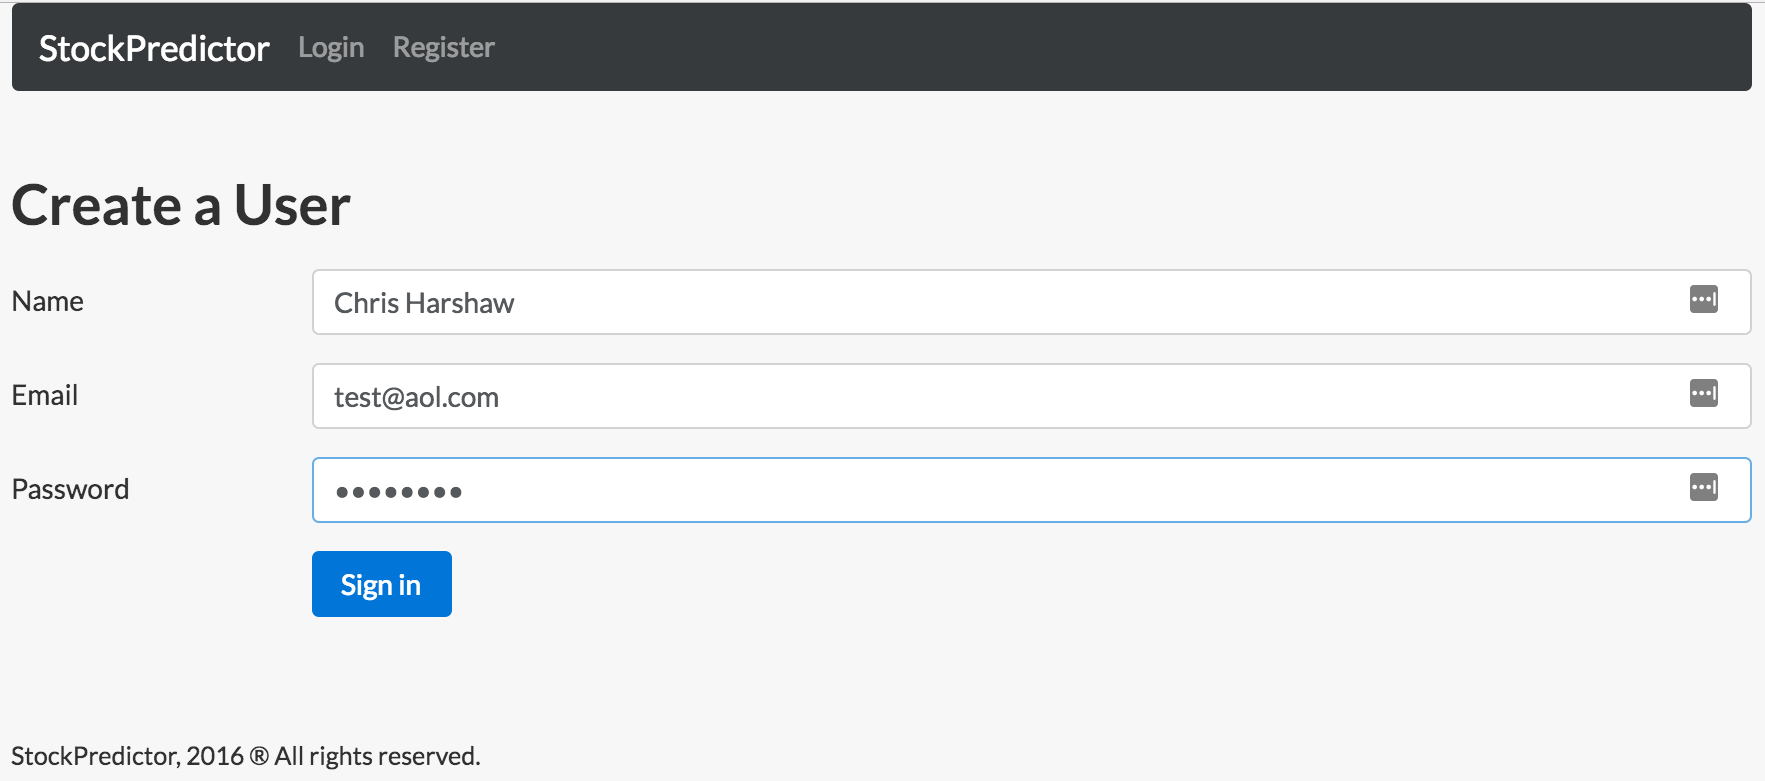 StockPredictor Login Register
Create a User
Name Chris Harshaw
Email test@aol.com
Password ••••••••
Sign in
StockPredictor, 2016 ® All rights reserved.